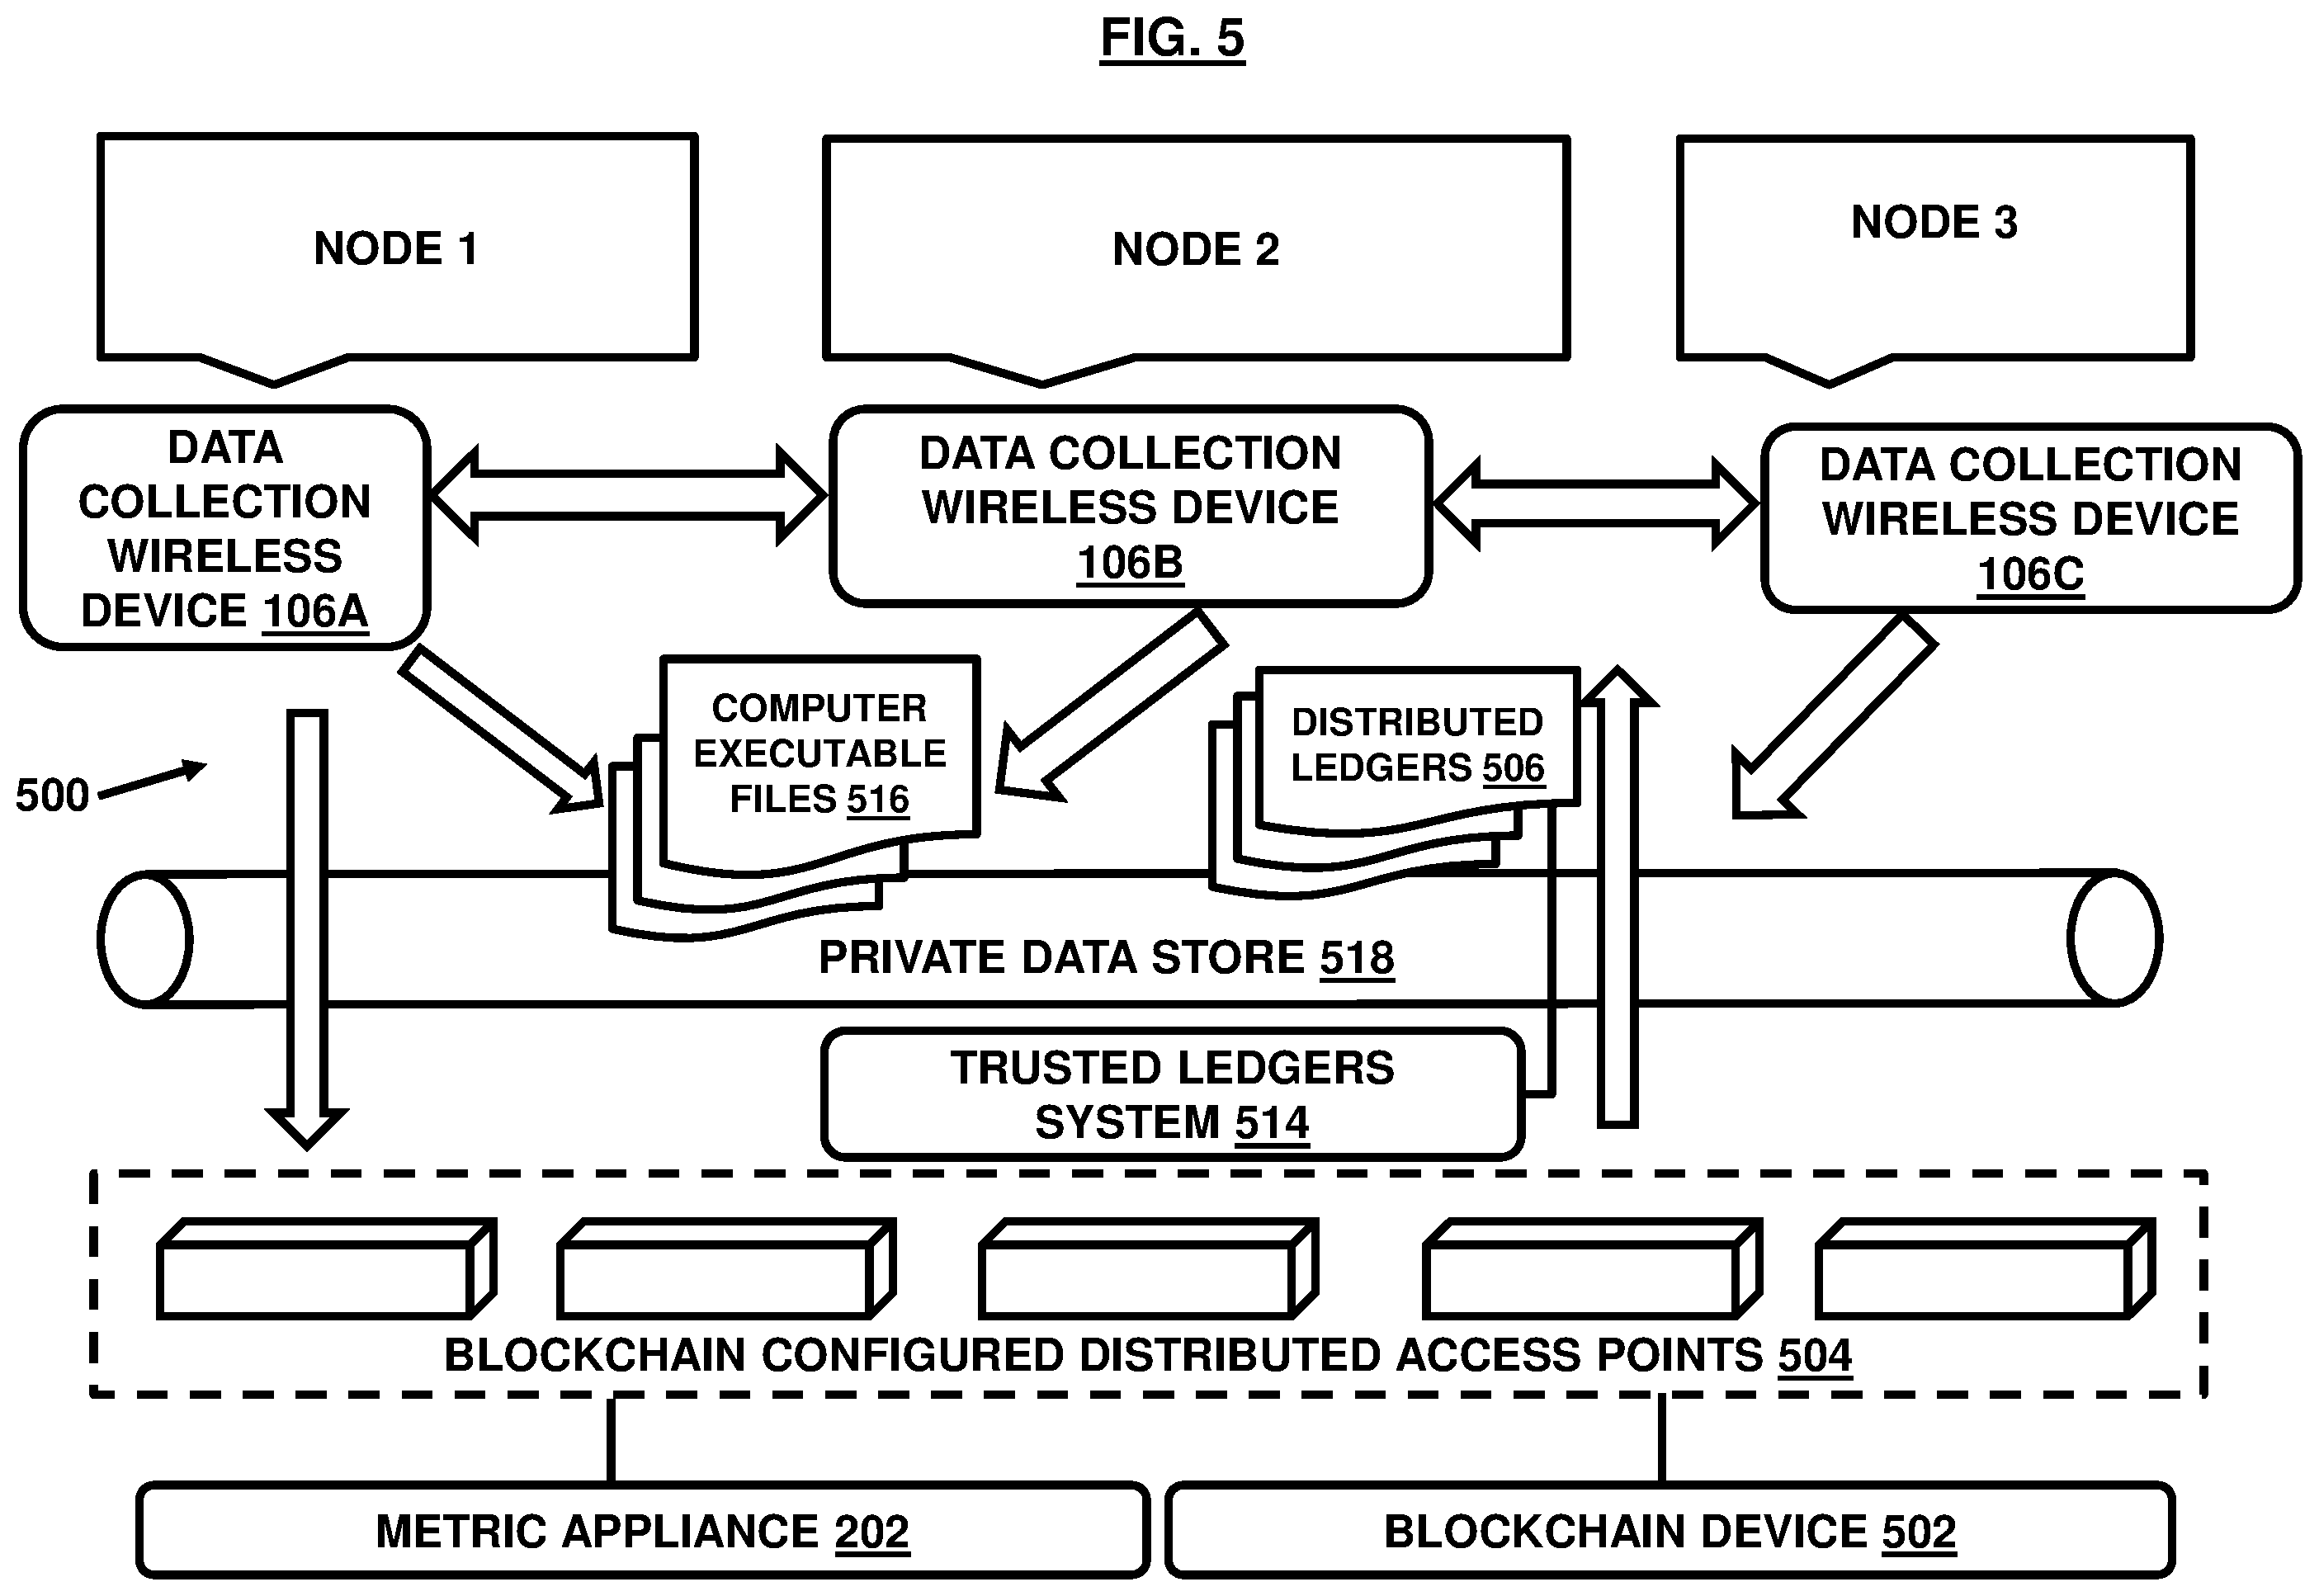 FIG. 5
NODE 1
NODE 2
NODE 3
DATA
COLLECTION
WIRELESS
DEVICE 106A
DATA COLLECTION
WIRELESS DEVICE
106B
DATA COLLECTION
WIRELESS DEVICE
106C
COMPUTER
EXECUTABLE
FILES 516
DISTRIBUTED
LEDGERS 506
500
PRIVATE DATA STORE 518
TRUSTED LEDGERS
SYSTEM 514
BLOCKCHAIN CONFIGURED DISTRIBUTED ACCESS POINTS 504
METRIC APPLIANCE 202
BLOCKCHAIN DEVICE 502